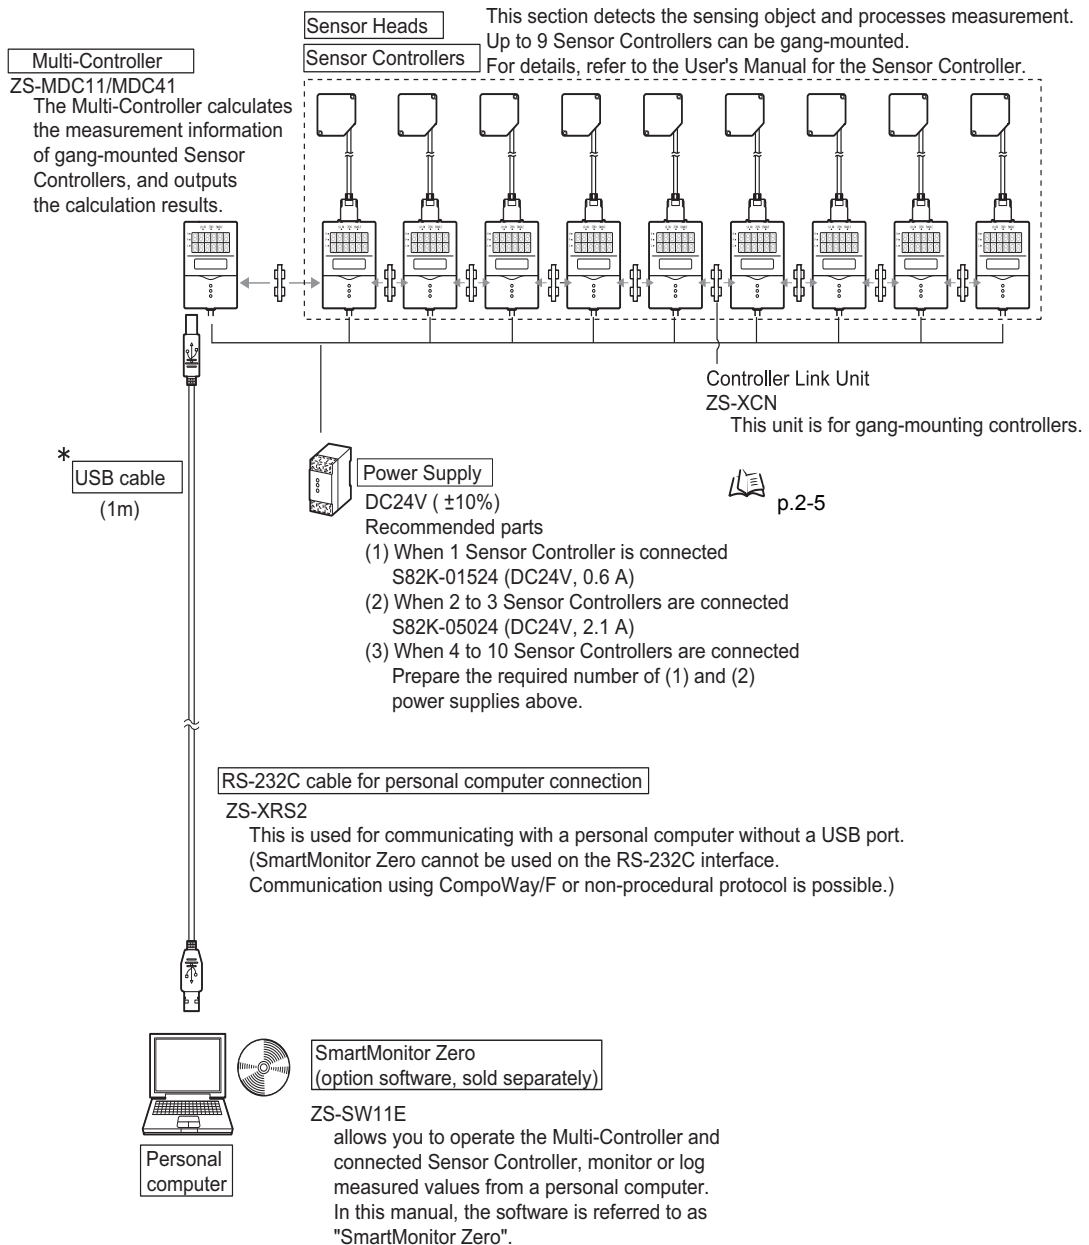 Sensor Heads
Sensor Controllers
This section detects the sensing object and processes measurement.
Up to 9 Sensor Controllers can be gang-mounted.
For details, refer to the User's Manual for the Sensor Controller.
Multi-Controller
ZS-MDC11/MDC41
The Multi-Controller calculates
the measurement information
of gang-mounted Sensor
Controllers, and outputs
the calculation results.
Controller Link Unit
ZS-XCN
This unit is for gang-mounting controllers.
p.2-5
*
USB cable
(1m)
Power Supply
DC24V ( ±10%)
Recommended parts
(1) When 1 Sensor Controller is connected
S82K-01524 (DC24V, 0.6 A)
(2) When 2 to 3 Sensor Controllers are connected
S82K-05024 (DC24V, 2.1 A)
(3) When 4 to 10 Sensor Controllers are connected
Prepare the required number of (1) and (2)
power supplies above.
RS-232C cable for personal computer connection
ZS-XRS2
This is used for communicating with a personal computer without a USB port.
(SmartMonitor Zero cannot be used on the RS-232C interface.
Communication using CompoWay/F or non-procedural protocol is possible.)
SmartMonitor Zero
(option software, sold separately)
ZS-SW11E
allows you to operate the Multi-Controller and
connected Sensor Controller, monitor or log
measured values from a personal computer.
In this manual, the software is referred to as
"SmartMonitor Zero".
Personal
computer